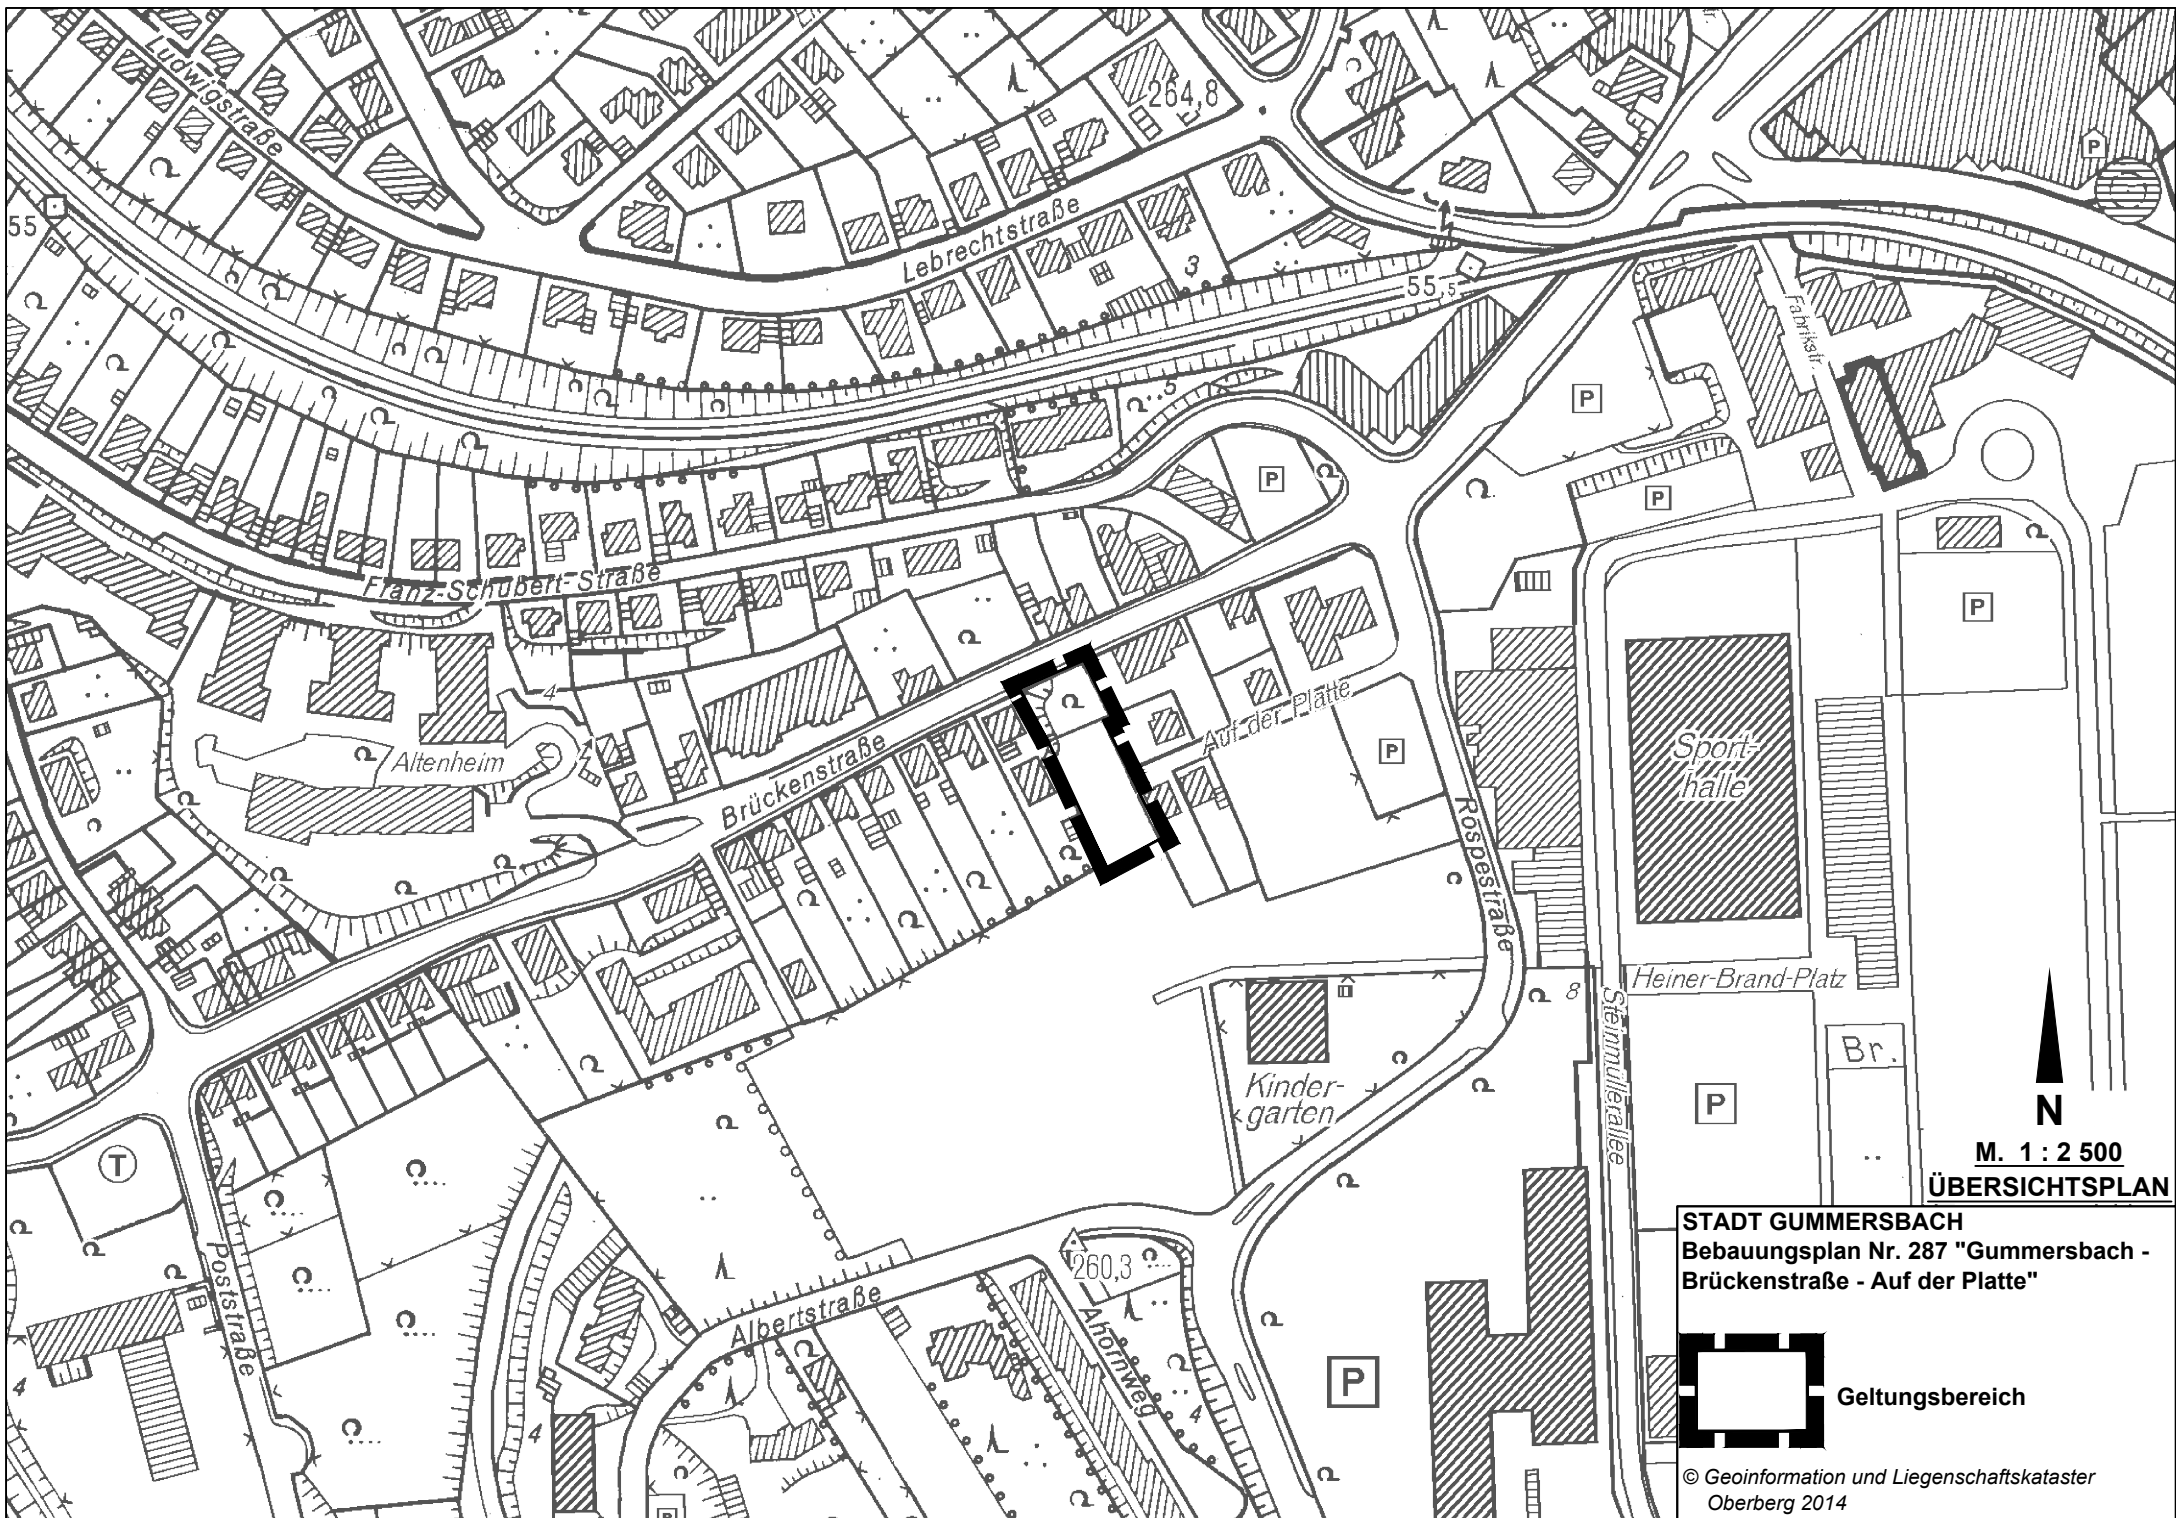 Ludwigstraße
264,8
P
55
Lebrechtstraße
3
55,5
Fabrikstr.
5
P
P
P
Franz-Schubert-Straße
P
4
Auf der Platte
Altenheim
Brückenstraße
P
Sport-
halle
Rospestraße
Heiner-Brand-Platz
8
Steinmüllerallee
Br.
Kinder-
garten
P
N
M. 1 : 2 500
ÜBERSICHTSPLAN
T
STADT GUMMERSBACH
Bebauungsplan Nr. 287 "Gummersbach -
Brückenstraße - Auf der Platte"
Poststraße
260,3
Albertstraße
Ahornweg
P
4
4
4
Geltungsbereich
P
© Geoinformation und Liegenschaftskataster
Oberberg 2014